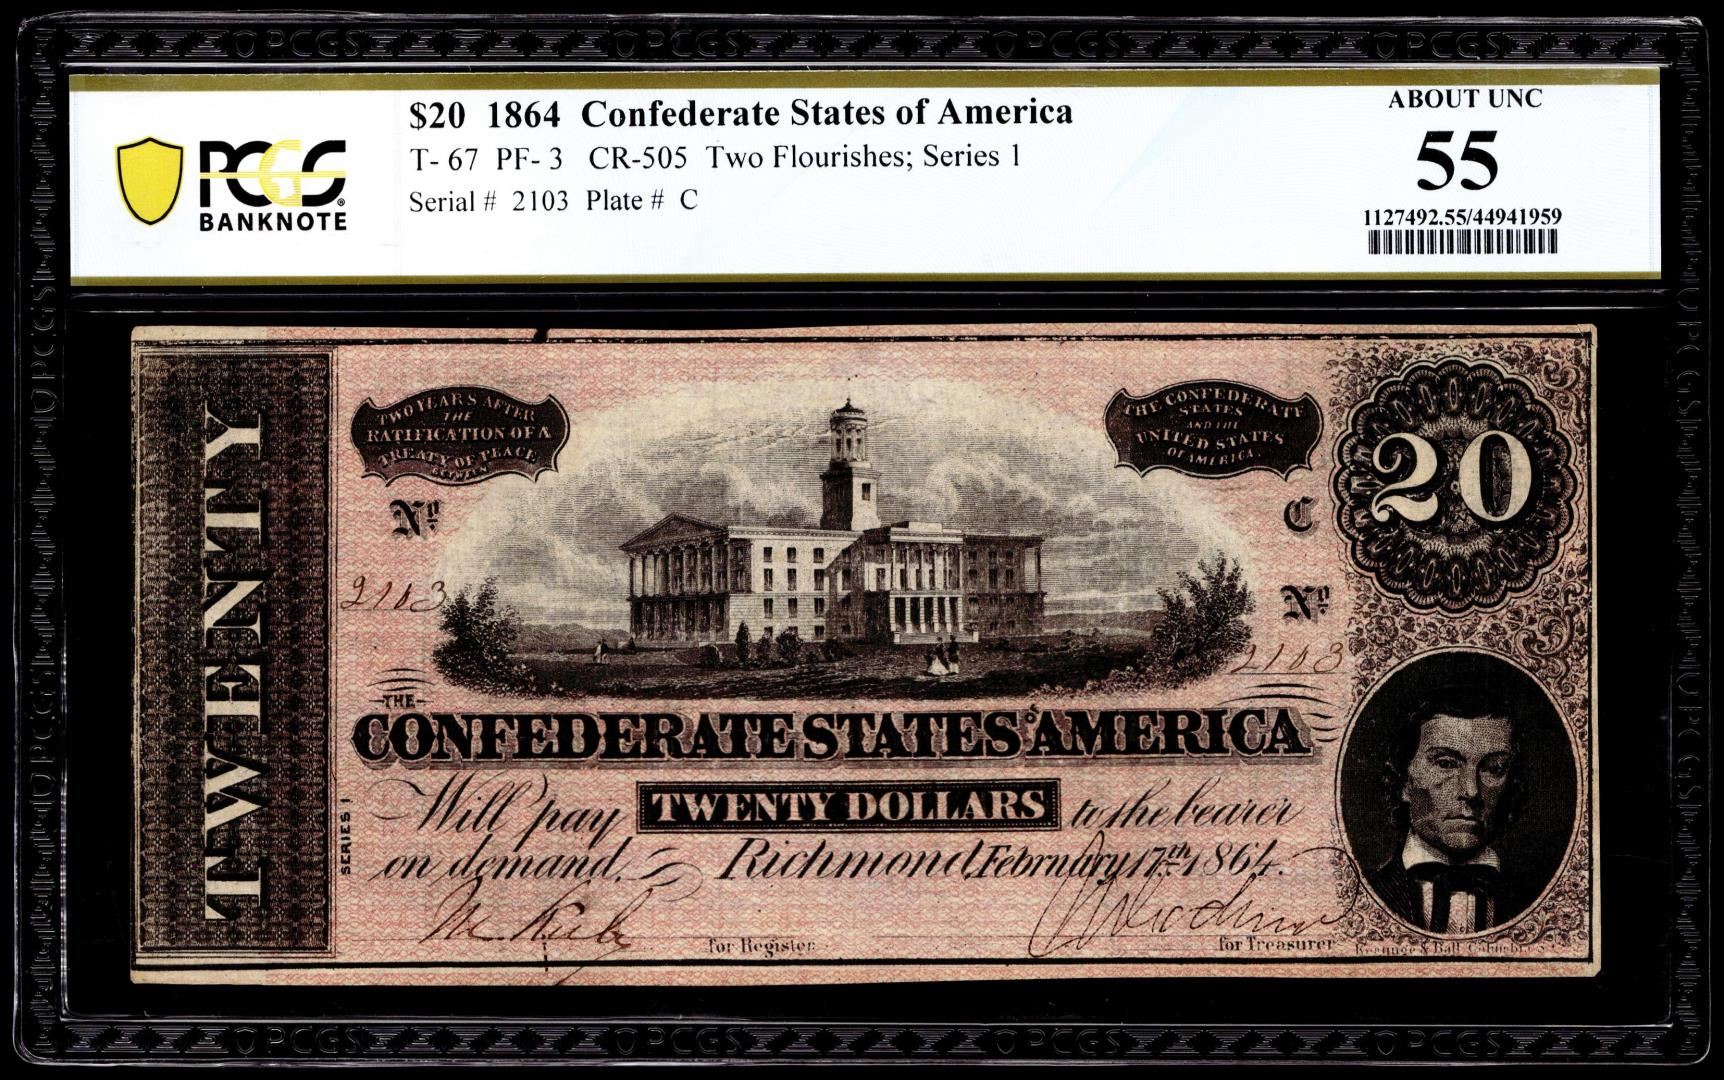 $20 1864 Confederate States of America
T- 67 PF- 3 CR-505 Two Flourishes; Series 1
Serial # 2103 Plate # C
PCGS
BANKNOTE
ABOUT UNC
55
1127492.55/44941959
TWENTY
TWO YEARS AFTER
THE
RATIFICATION OF A
TREATY OF PEACE
BETWEEN
THE CONFEDERATE
STATES
AND THE
UNITED STATES
OF AMERICA.
20
No.
C
2103
No.
2103
THE
CONFEDERATE STATES OF AMERICA
SERIES 1
Will pay TWENTY DOLLARS to the bearer
on demand. Richmond, February 17th 1864.
for Register
for Treasurer
Keatinge & Ball Columbia S.C.